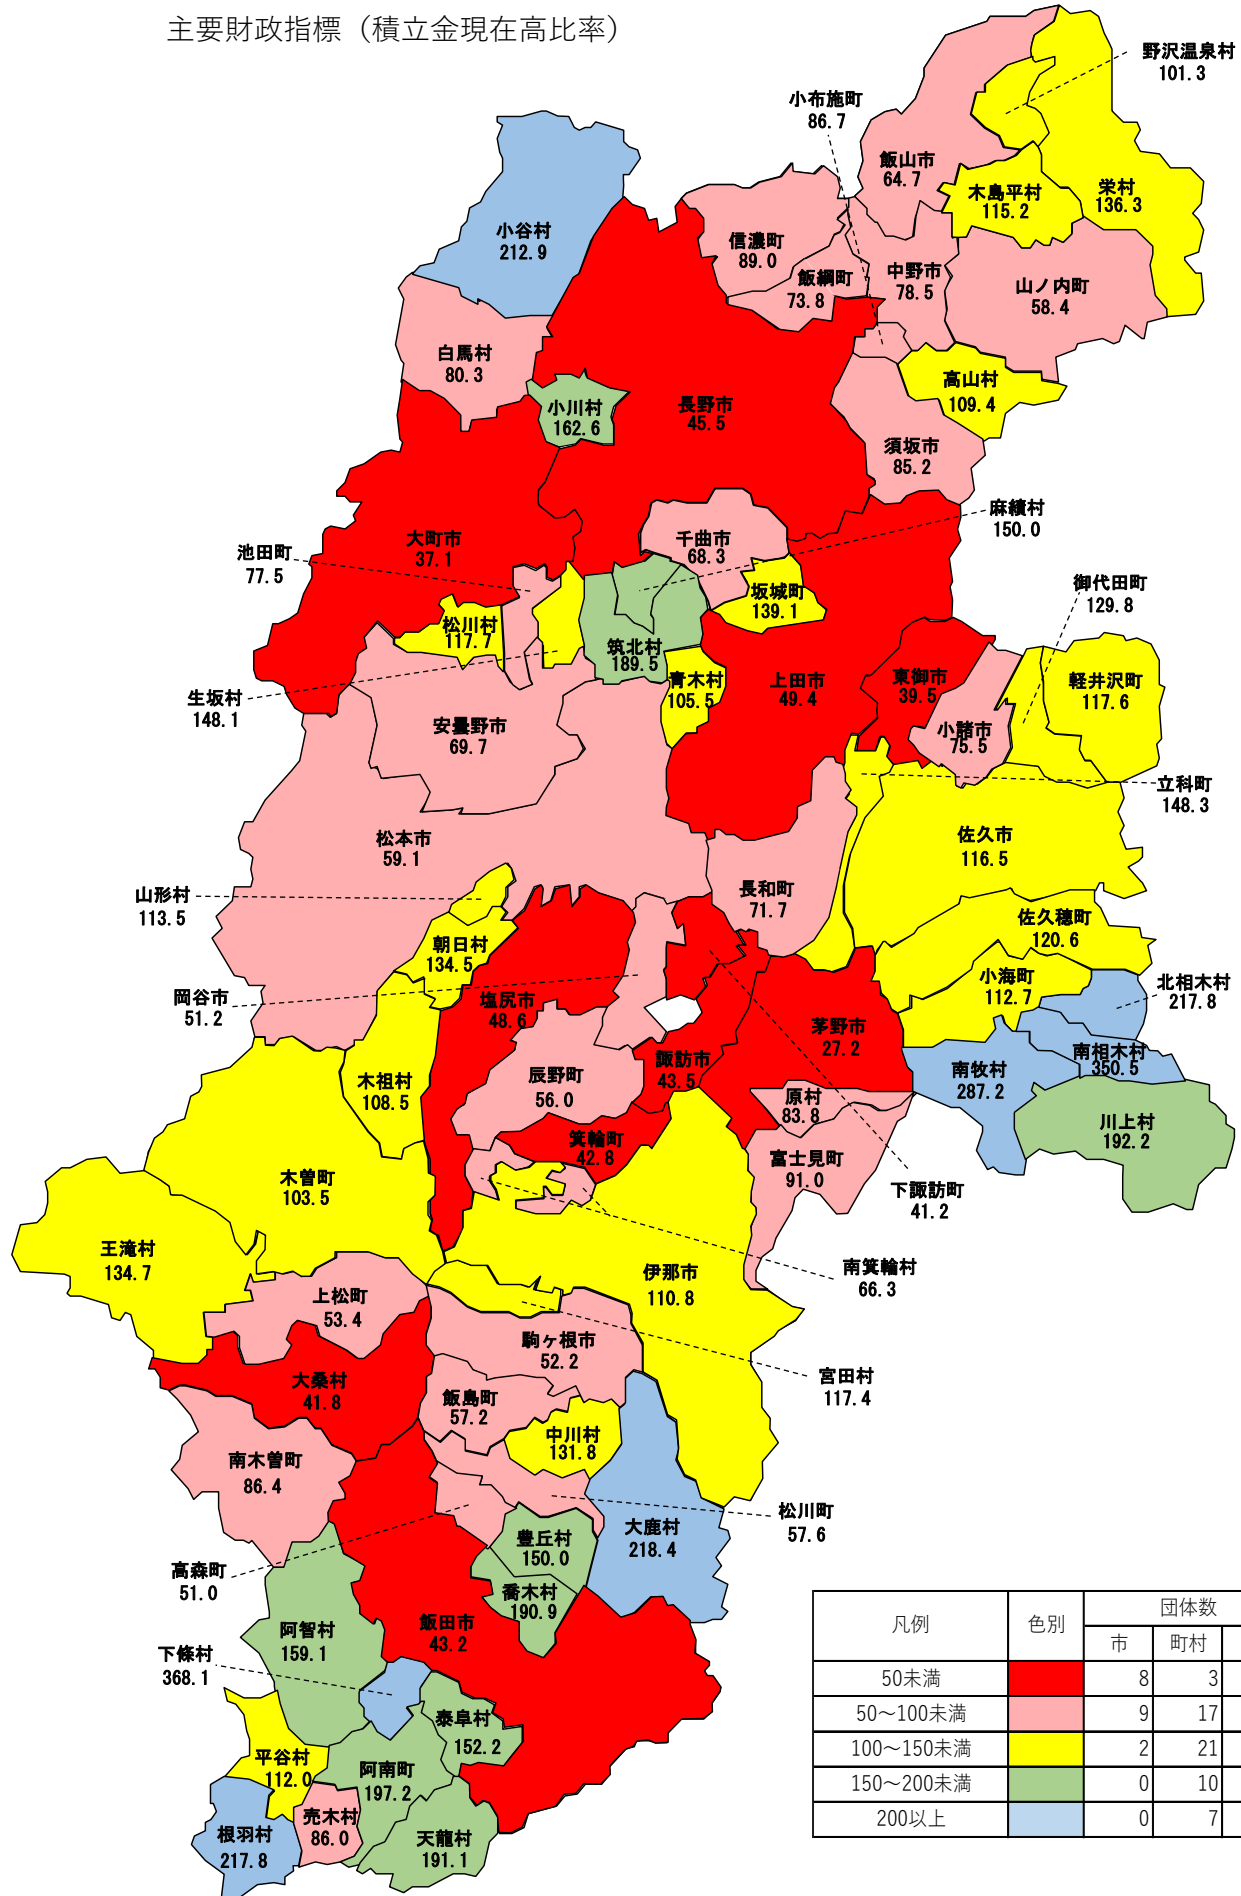 主要財政指標（積立金現在高比率）
野沢温泉村
101.3
小布施町
86.7
飯山市
64.7
木島平村
115.2
栄村
136.3
小谷村
212.9
信濃町
89.0
飯綱町
73.8
中野市
78.5
山ノ内町
58.4
白馬村
80.3
高山村
109.4
小川村
162.6
長野市
45.5
須坂市
85.2
麻績村
150.0
大町市
37.1
千曲市
68.3
池田町
77.5
坂城町
139.1
御代田町
129.8
松川村
117.7
筑北村
189.5
青木村
105.5
上田市
49.4
東御市
39.5
軽井沢町
117.6
生坂村
148.1
安曇野市
69.7
小諸市
75.5
立科町
148.3
松本市
59.1
佐久市
116.5
山形村
113.5
長和町
71.7
朝日村
134.5
佐久穂町
120.6
小海町
112.7
北相木村
217.8
岡谷市
51.2
塩尻市
48.6
茅野市
27.2
南相木村
350.5
諏訪市
43.5
南牧村
287.2
木祖村
108.5
辰野町
56.0
原村
83.8
川上村
192.2
箕輪町
42.8
富士見町
91.0
木曽町
103.5
下諏訪町
41.2
王滝村
134.7
伊那市
110.8
南箕輪村
66.3
上松町
53.4
駒ヶ根市
52.2
宮田村
117.4
大桑村
41.8
飯島町
57.2
中川村
131.8
南木曽町
86.4
松川町
57.6
大鹿村
218.4
豊丘村
150.0
高森町
51.0
喬木村
190.9
阿智村
159.1
飯田市
43.2
下條村
368.1
泰阜村
152.2
平谷村
112.0
阿南町
197.2
売木村
86.0
根羽村
217.8
天龍村
191.1
凡例 色別 団体数
市 町村
50未満 8 3
50～100未満 9 17
100～150未満 2 21
150～200未満 0 10
200以上 0 7